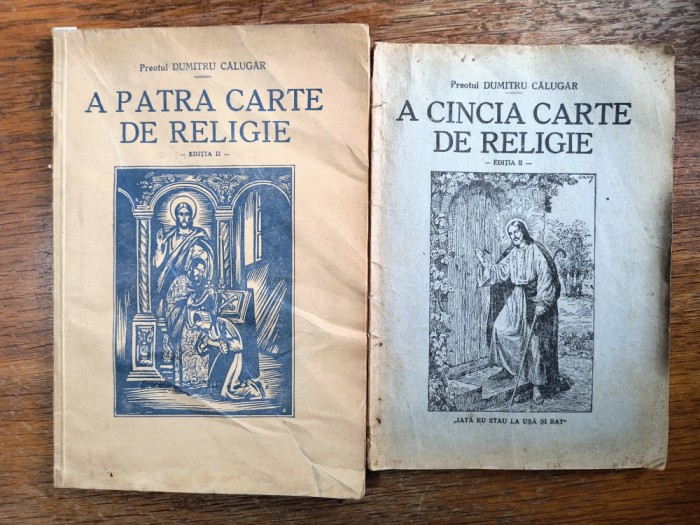 Preotul DUMITRU CĂLUGĂR
A PATRA CARTE
DE RELIGIE
— EDIȚIA II —
Preotul DUMITRU CĂLUGĂR
A CINCIA CARTE
DE RELIGIE
— EDIȚIA II —
„IATĂ EU STAU LA UȘĂ ȘI BAT"